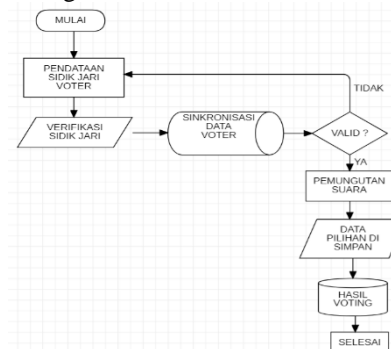 MULAI
PENDATAAN
SIDIK JARI
VOTER
TIDAK
VERIFIKASI
SIDIK JARI
SINKRONISASI
DATA
VOTER
VALID ?
YA
PEMUNGUTAN
SUARA
DATA
PILIHAN DI
SIMPAN
HASIL
VOTING
SELESAI